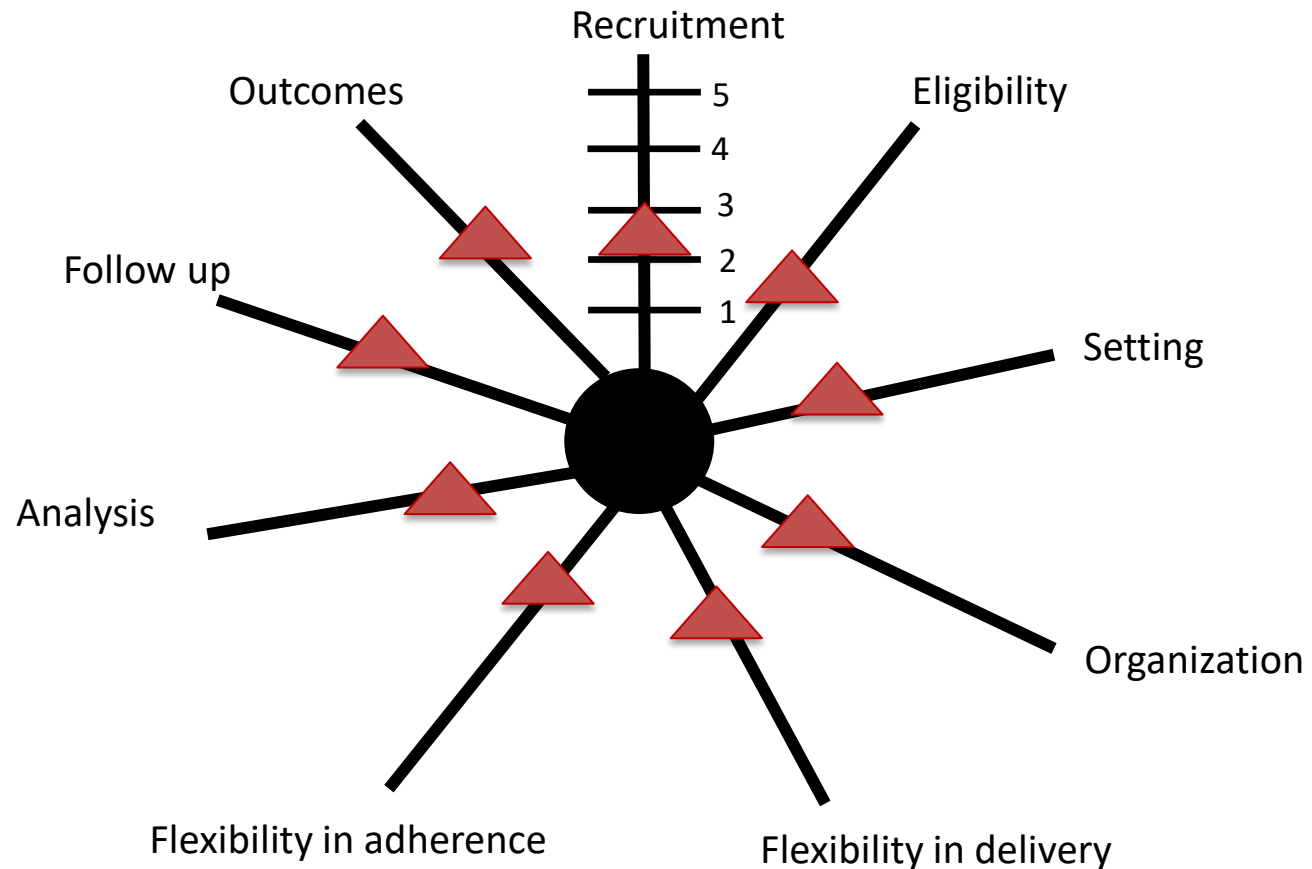 Recruitment
Outcomes
5
Eligibility
4
3
Follow up
2
1
Setting
Analysis
Organization
Flexibility in adherence
Flexibility in delivery